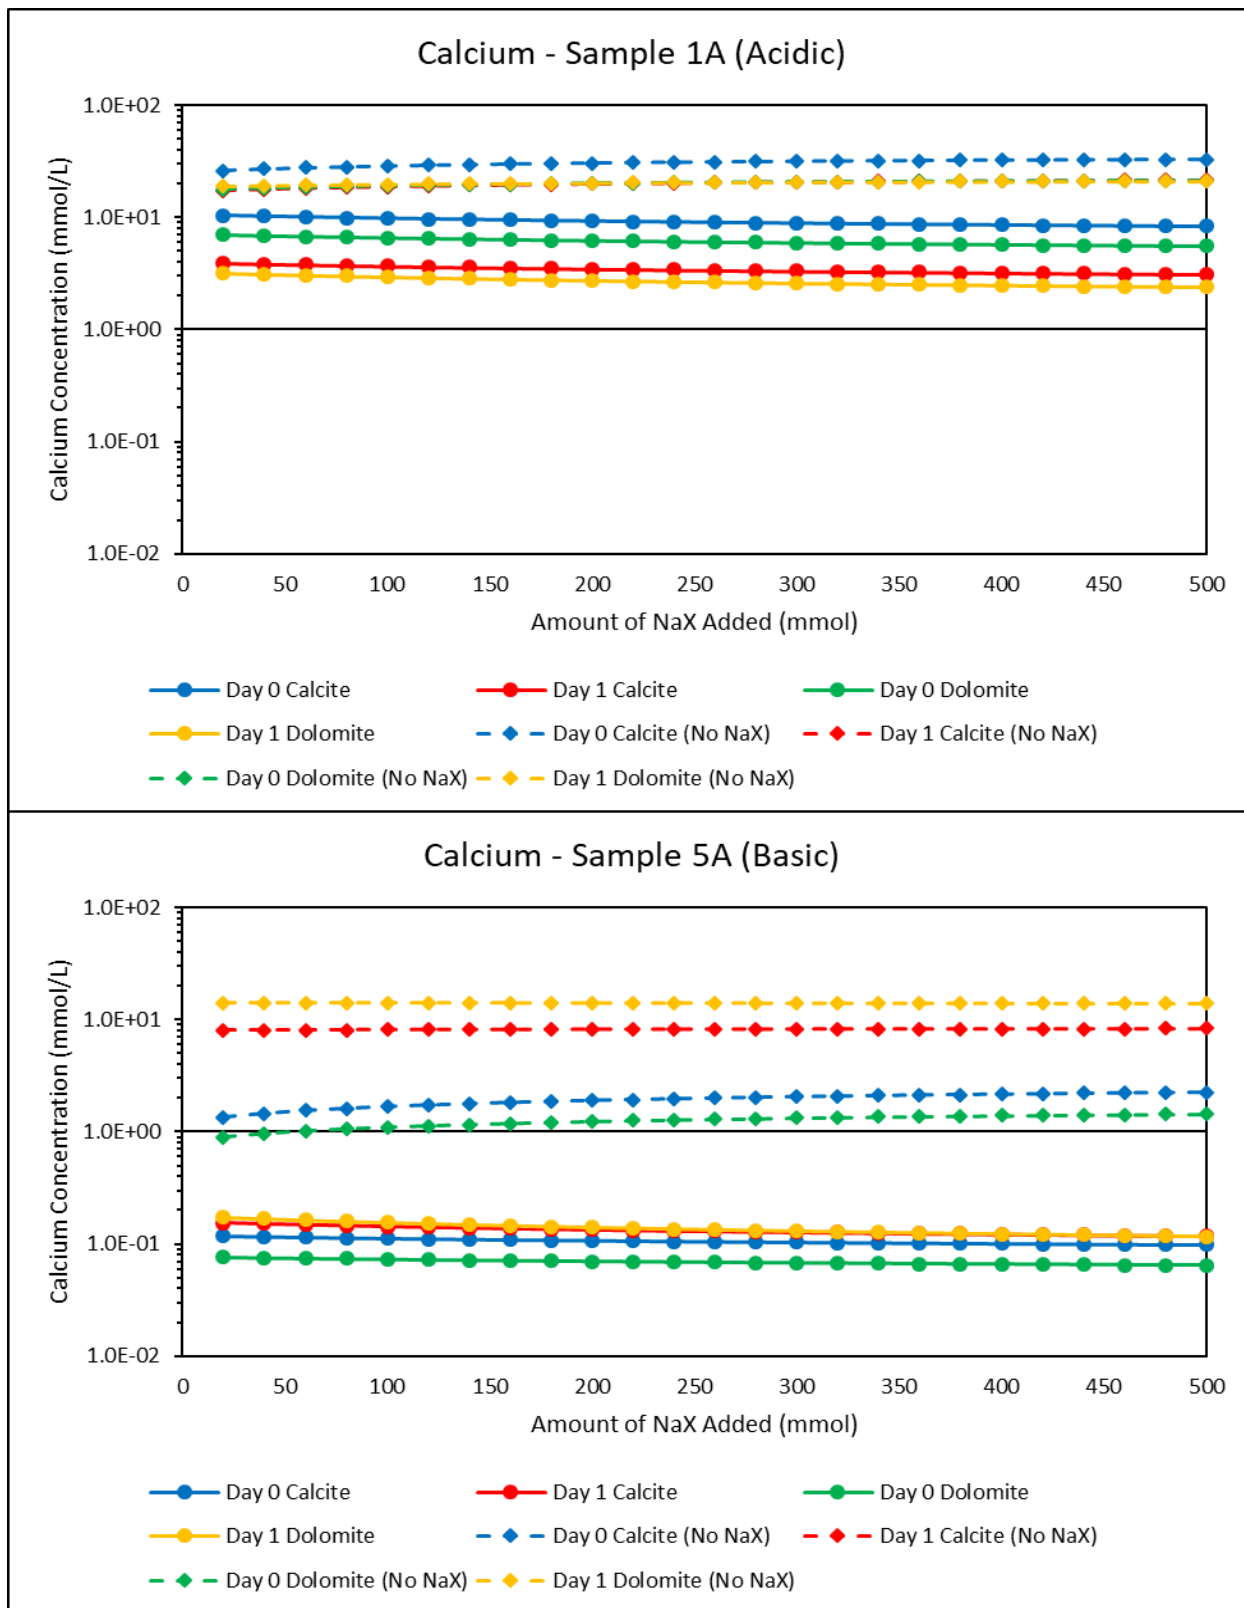 Calcium - Sample 1A (Acidic)
Calcium Concentration (mmol/L)
1.0E+02
1.0E+01
1.0E+00
1.0E-01
1.0E-02
0 50 100 150 200 250 300 350 400 450 500
Amount of NaX Added (mmol)
Day 0 Calcite Day 1 Calcite Day 0 Dolomite
Day 1 Dolomite Day 0 Calcite (No NaX) Day 1 Calcite (No NaX)
Day 0 Dolomite (No NaX) Day 1 Dolomite (No NaX)
Calcium - Sample 5A (Basic)
Calcium Concentration (mmol/L)
1.0E+02
1.0E+01
1.0E+00
1.0E-01
1.0E-02
0 50 100 150 200 250 300 350 400 450 500
Amount of NaX Added (mmol)
Day 0 Calcite Day 1 Calcite Day 0 Dolomite
Day 1 Dolomite Day 0 Calcite (No NaX) Day 1 Calcite (No NaX)
Day 0 Dolomite (No NaX) Day 1 Dolomite (No NaX)